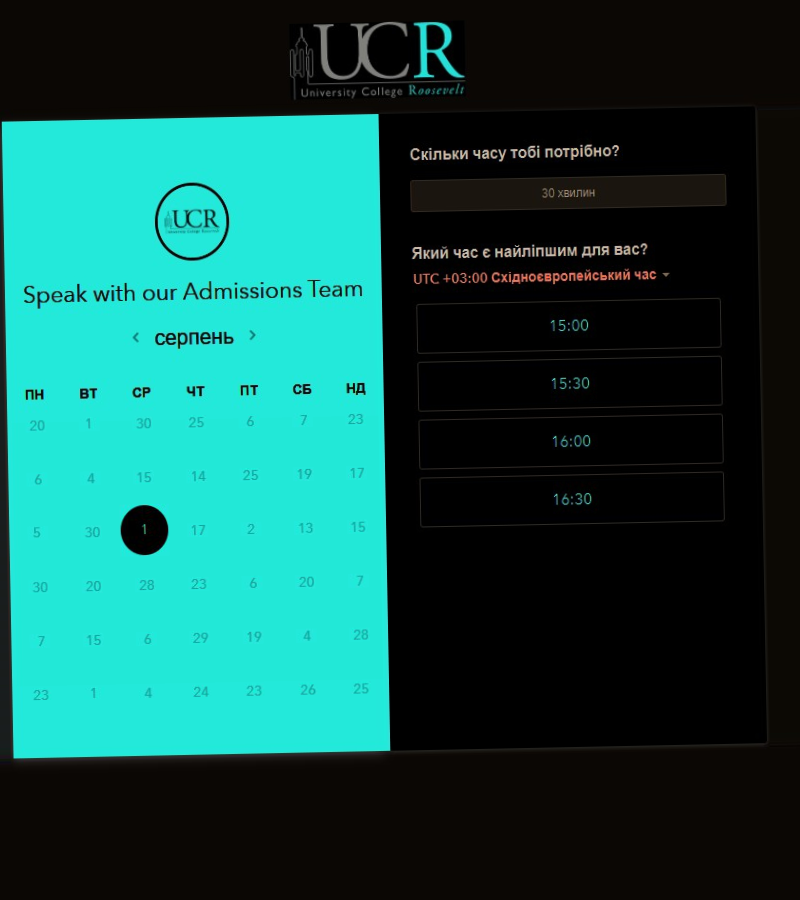 UCR
University College Roosevelt
UCR
Speak with our Admissions Team
серпень
ПН ВТ СР ЧТ ПТ СБ НД
20 1 30 25 6 7 23
6 4 15 14 25 19 17
5 30 1 17 2 13 15
30 20 28 23 6 20 7
7 15 6 29 19 4 28
23 1 4 24 23 26 25
Скільки часу тобі потрібно?
30 хвилин
Який час є найліпшим для вас?
UTC +03:00 Східноєвропейський час
15:00
15:30
16:00
16:30